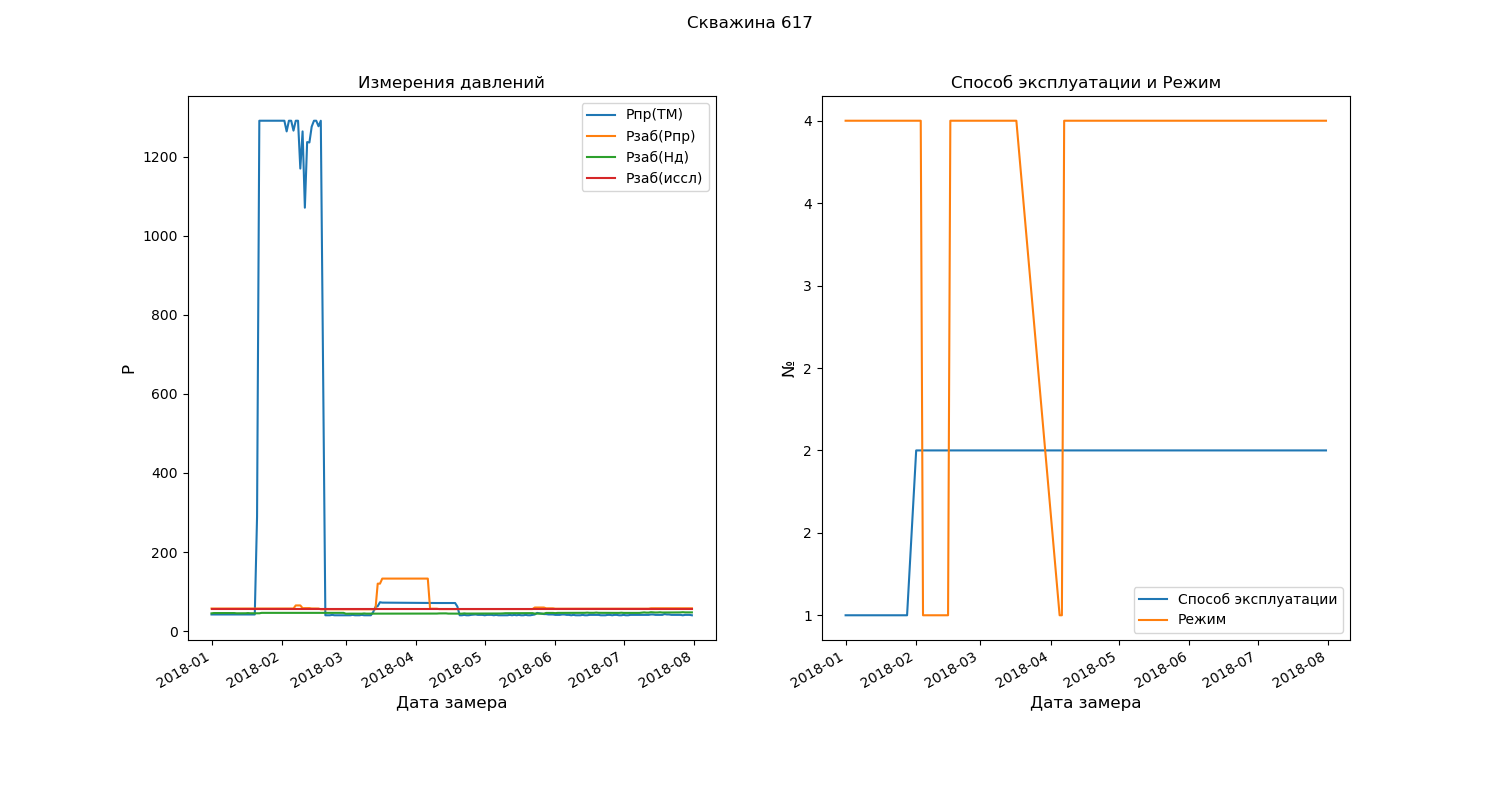 Скважина 617
Измерения давлений
Рпр(ТМ)
Рзаб(Рпр)
Рзаб(Нд)
Рзаб(иссл)
1200
1000
800
600
400
200
0
Р
2018-01
2018-02
2018-03
2018-04
2018-05
2018-06
2018-07
2018-08
Дата замера
Способ эксплуатации и Режим
4
4
3
2
2
2
1
№
Способ эксплуатации
Режим
2018-01
2018-02
2018-03
2018-04
2018-05
2018-06
2018-07
2018-08
Дата замера